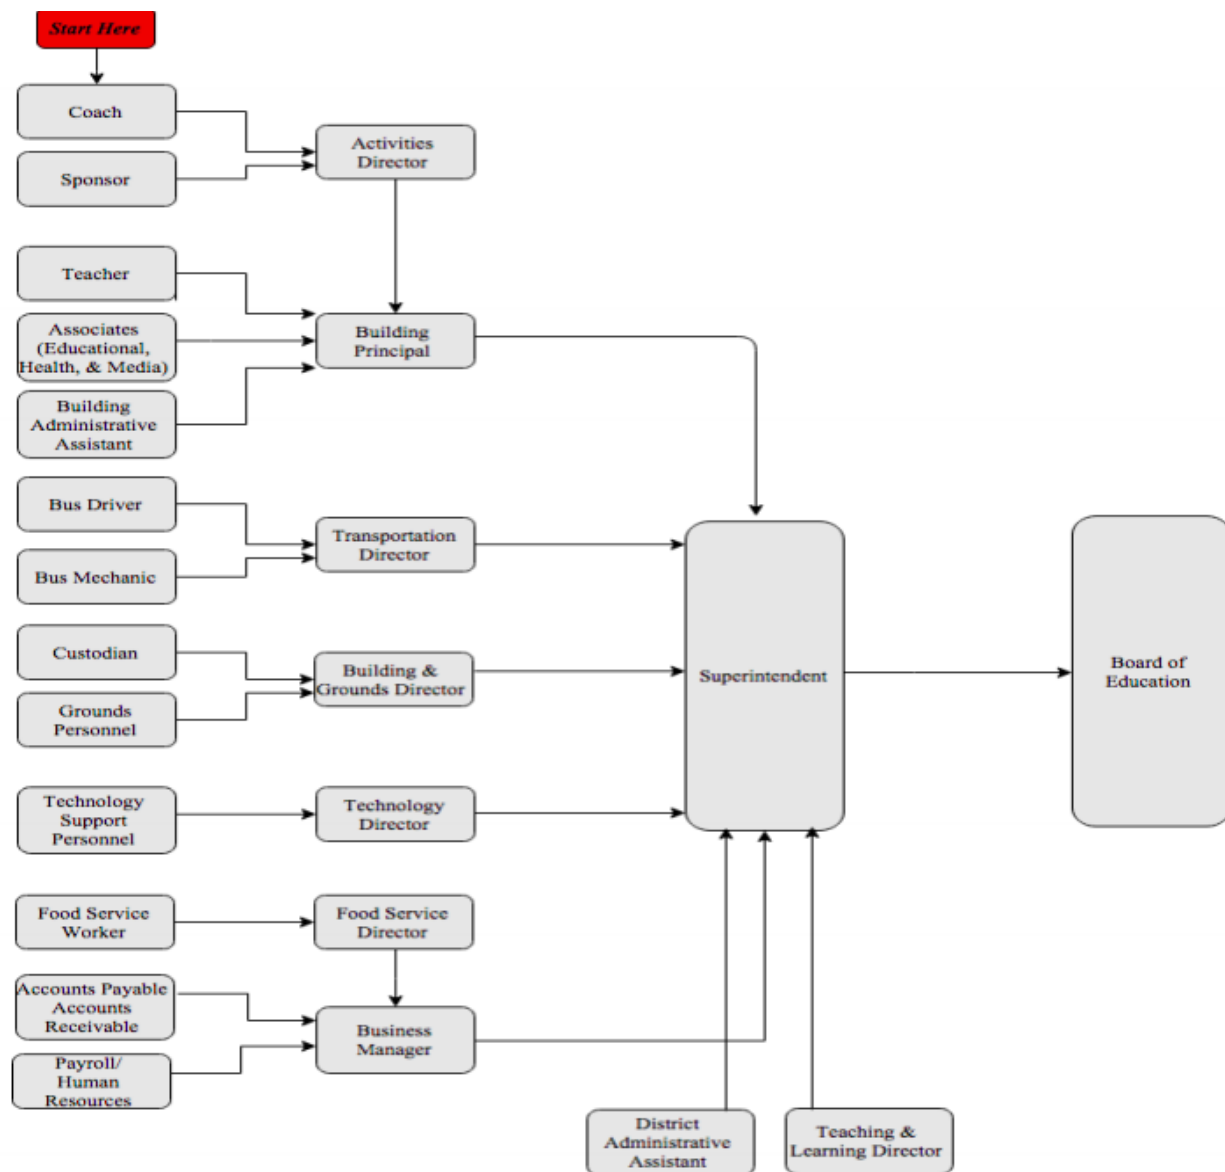 Start Here
Coach
Sponsor
Activities
Director
Teacher
Associates
(Educational,
Health, & Media)
Building
Administrative
Assistant
Building
Principal
Bus Driver
Bus Mechanic
Transportation
Director
Custodian
Grounds
Personnel
Building &
Grounds Director
Technology
Support
Personnel
Technology
Director
Superintendent
Board of
Education
Food Service
Worker
Food Service
Director
Accounts Payable
Accounts
Receivable
Payroll/
Human
Resources
Business
Manager
District
Administrative
Assistant
Teaching &
Learning Director